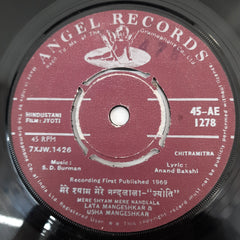 ANGEL RECORDS
HINDUSTANI
FILM: JYOTI
45-AE
1278
45 RPM
7XJW.1426
CHITRAMITRA
Music:
S. D. Burman
Lyric:
Anand Bakshi
Recording First Published 1969
मेरे श्याम मेरे नन्दलाला-"ज्योति"
MERE SHYAM MERE NANDLALA
LATA MANGESHKAR &
USHA MANGESHKAR